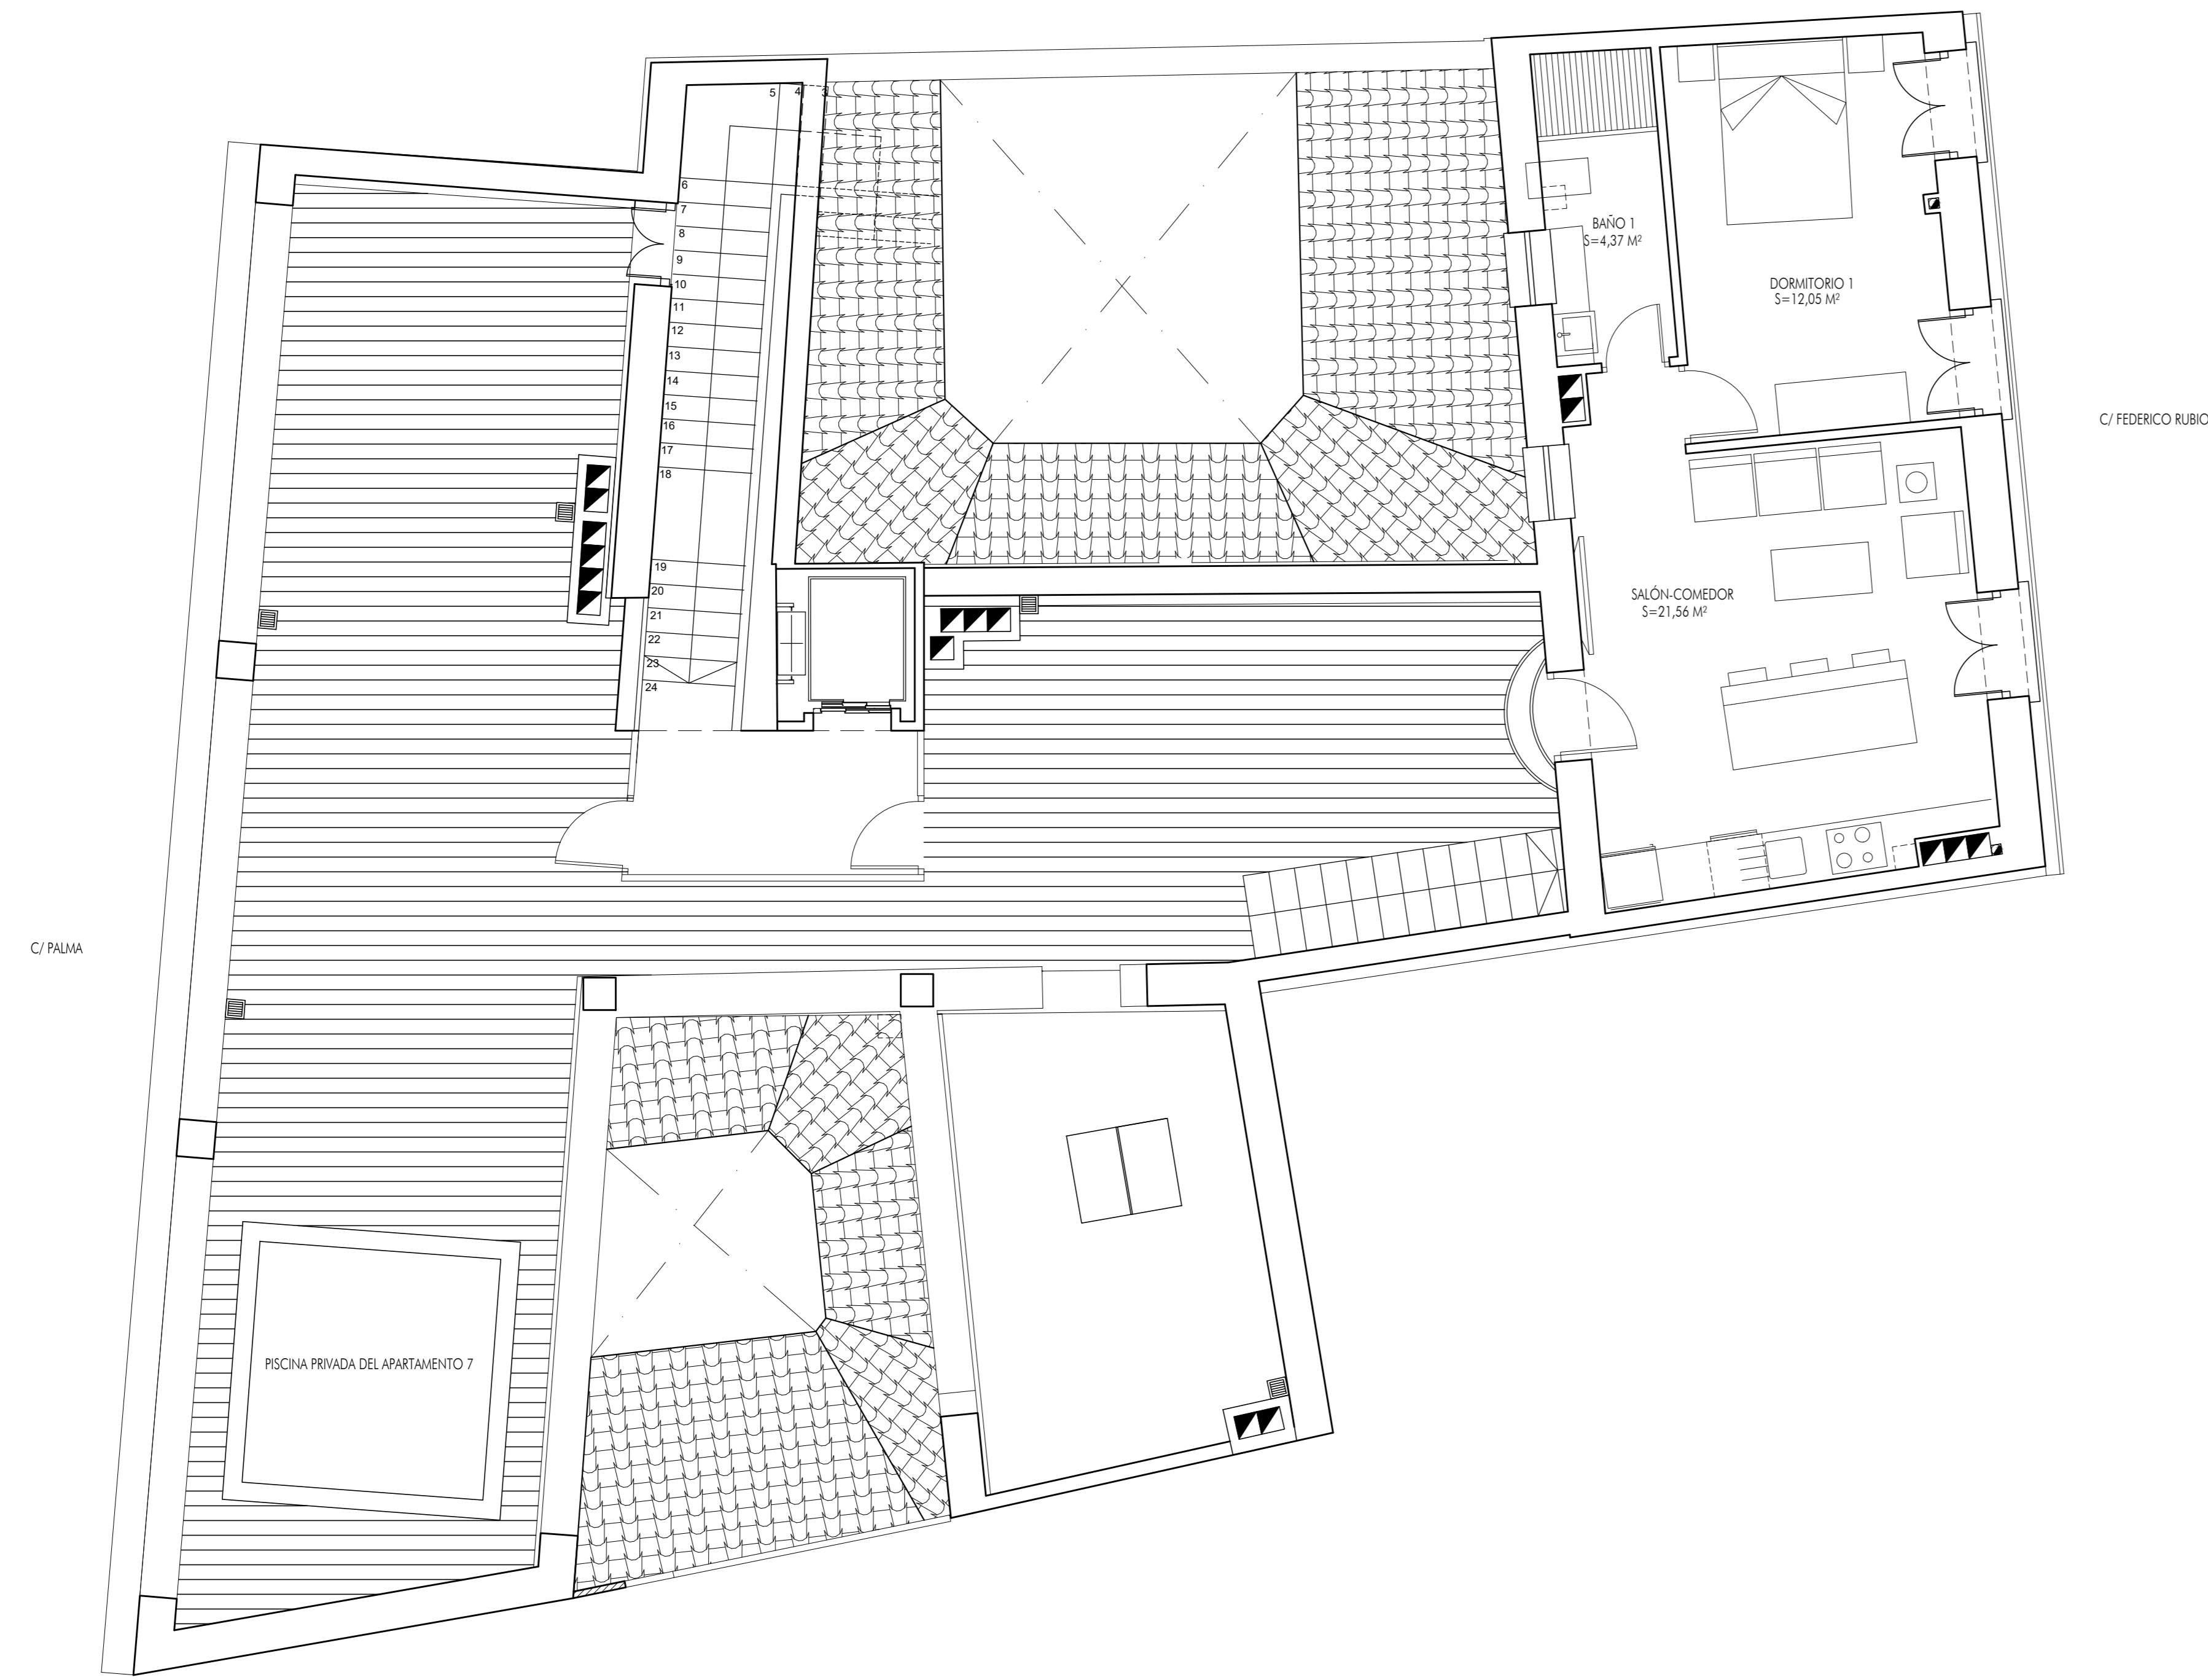 5 4 3
6
7
8
9
10
11
12
13
14
15
16
17
18
19
20
21
22
23
24
BAÑO 1
S=4,37 M²
DORMITORIO 1
S=12,05 M²
C/ FEDERICO RUBIO
SALÓN-COMEDOR
S=21,56 M²
C/ PALMA
PISCINA PRIVADA DEL APARTAMENTO 7